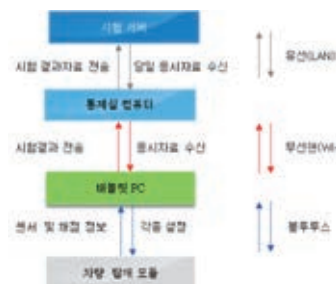 시험 서버
시험 결과자료 전송 당일 응시자료 수신 유선(LAN)
통제실 컴퓨터
시험결과 전송 응시자료 수신 무선랜(Wi-
태블릿 PC
센서 및 채점 정보 각종 설정 블루투스
차량 탑재 모듈